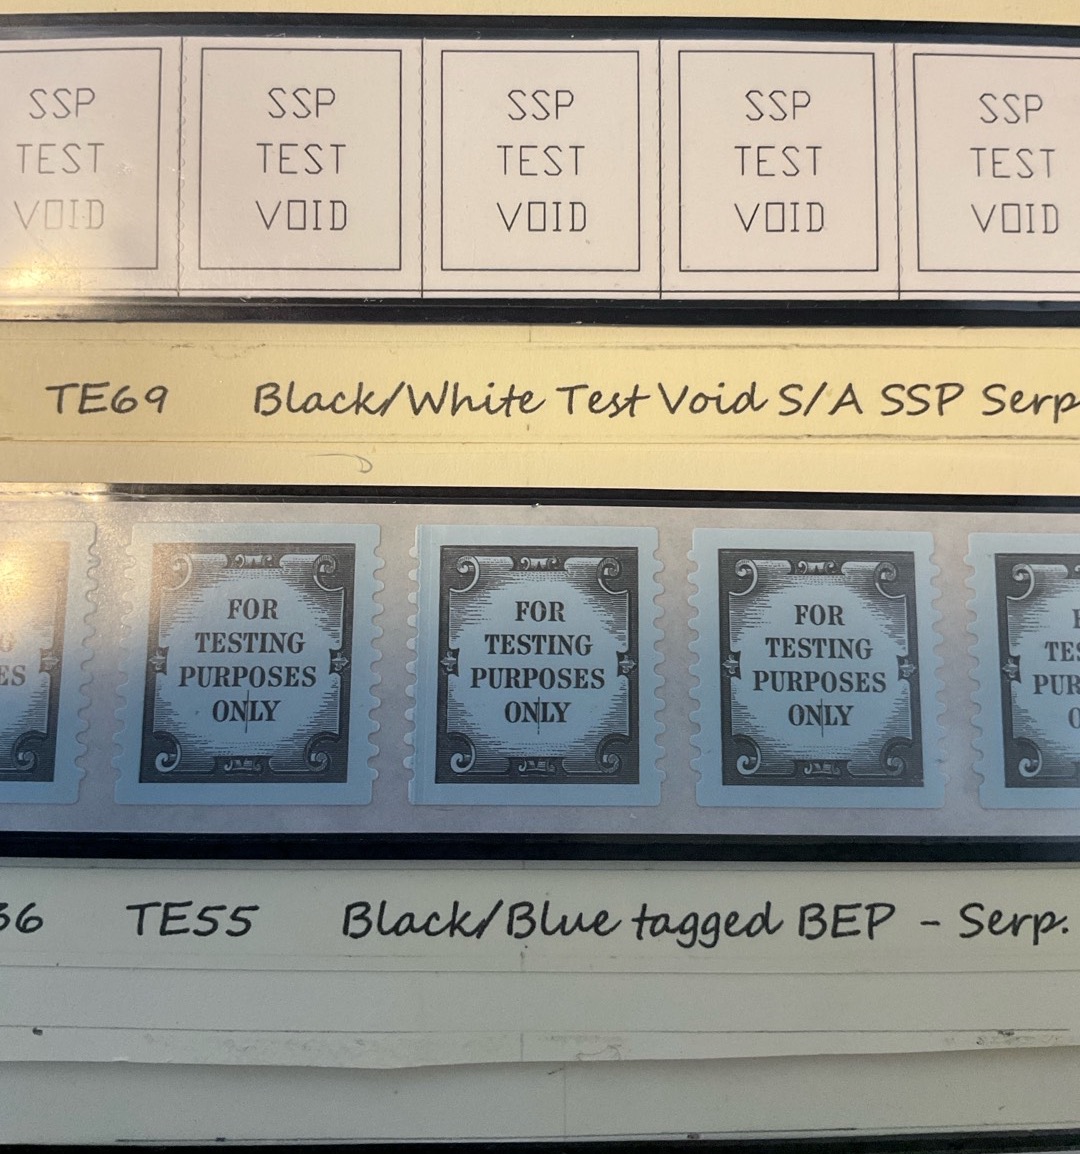 SSP TEST VOID
SSP TEST VOID
SSP TEST VOID
SSP TEST VOID
SSP TEST VOID
TE69 Black/White Test Void S/A SSP Serp
FOR TESTING PURPOSES ONLY
FOR TESTING PURPOSES ONLY
FOR TESTING PURPOSES ONLY
TE55 Black/Blue tagged BEP - Serp.